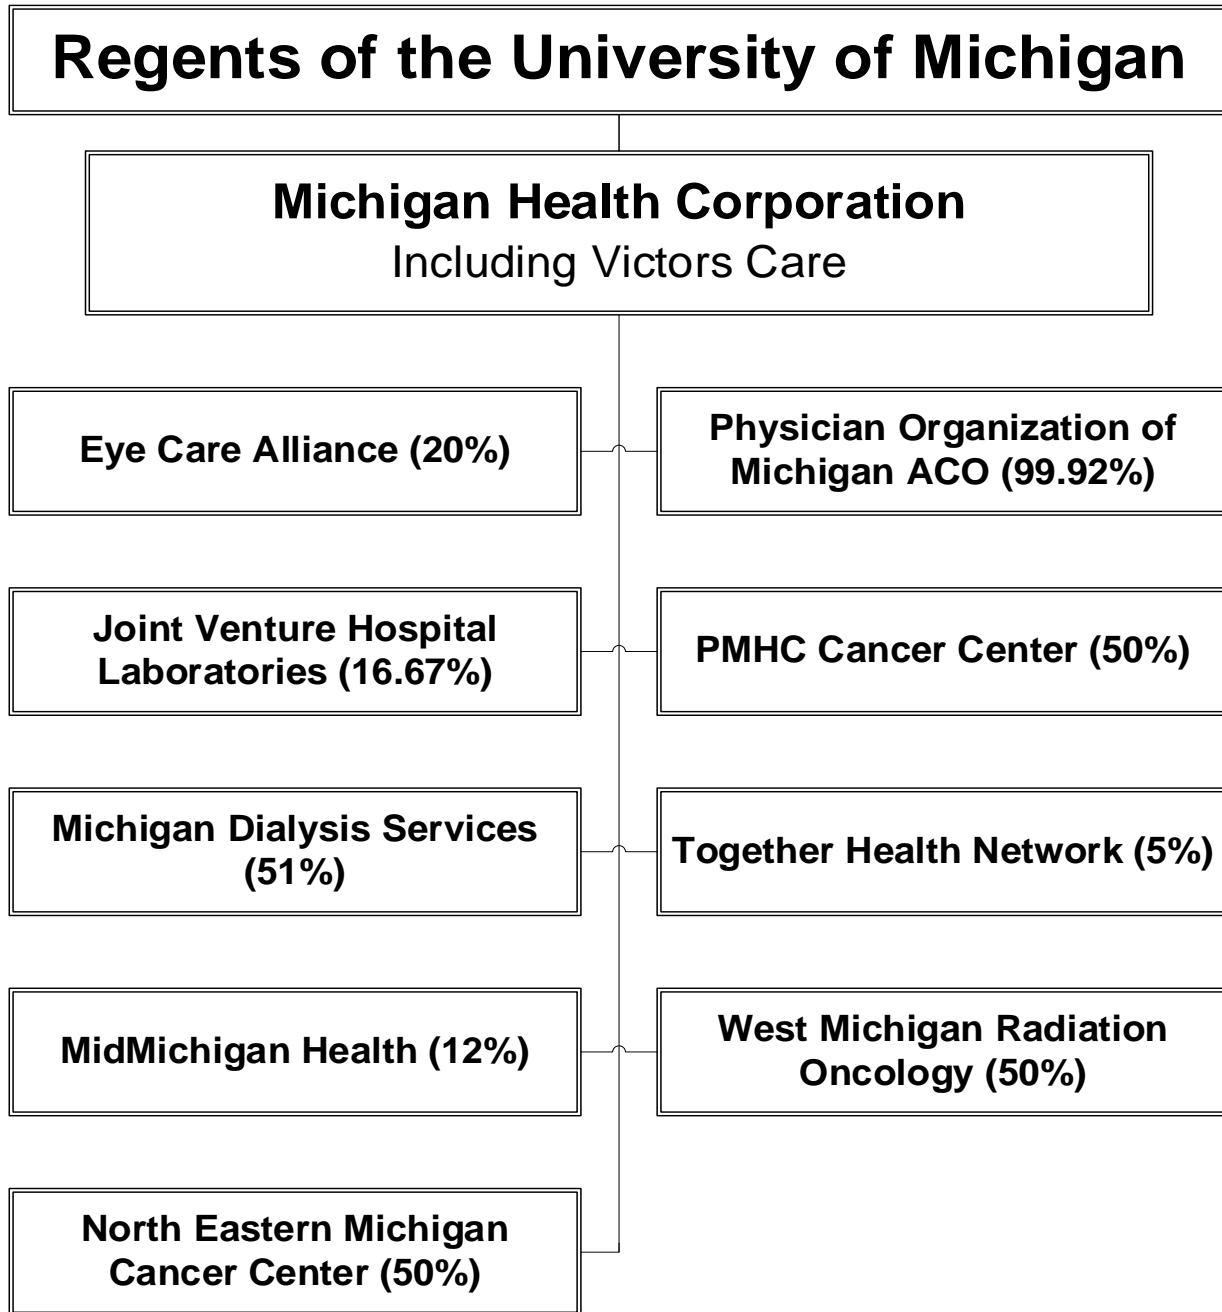 Regents of the University of Michigan
Michigan Health Corporation
Including Victors Care
Eye Care Alliance (20%)
Physician Organization of
Michigan ACO (99.92%)
Joint Venture Hospital
Laboratories (16.67%)
PMHC Cancer Center (50%)
Michigan Dialysis Services
(51%)
Together Health Network (5%)
MidMichigan Health (12%)
West Michigan Radiation
Oncology (50%)
North Eastern Michigan
Cancer Center (50%)